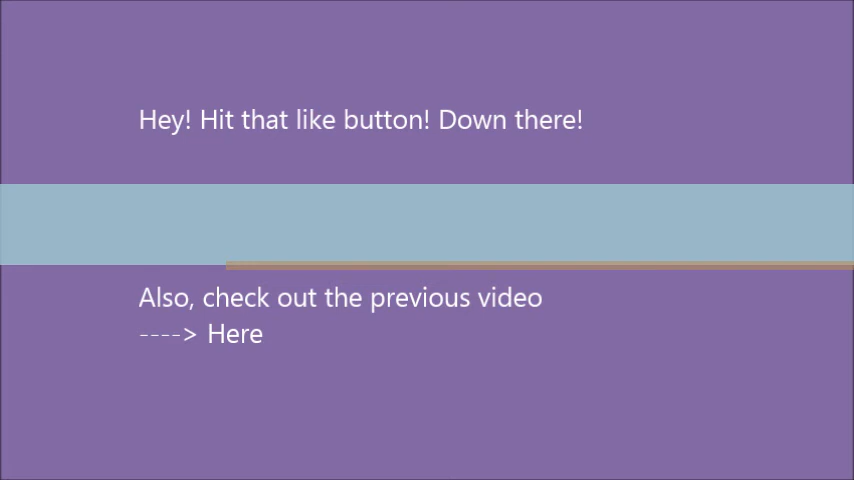 Hey! Hit that like button! Down there!
Also, check out the previous video
----> Here